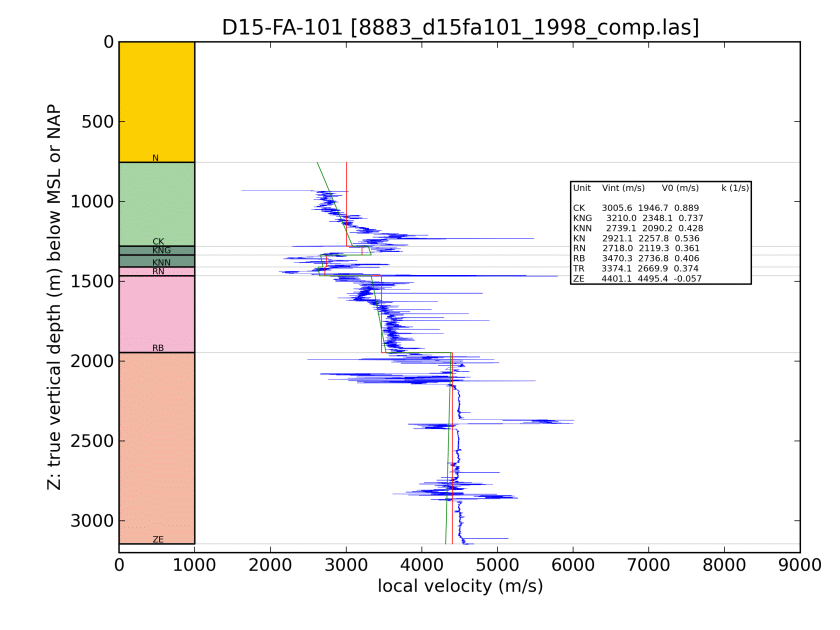 D15-FA-101 [8883_d15fa101_1998_comp.las]
Z: true vertical depth (m) below MSL or NAP
0
500
1000
1500
2000
2500
3000
N
CK
KNG
KNN
RN
RB
ZE
Unit Vint (m/s) V0 (m/s) k (1/s)
CK 3005.6 1946.7 0.889
KNG 3210.0 2348.1 0.737
KNN 2739.1 2090.2 0.428
KN 2921.1 2257.8 0.536
RN 2718.0 2119.3 0.361
RB 3470.3 2736.8 0.406
TR 3374.1 2669.9 0.374
ZE 4401.1 4495.4 -0.057
0 1000 2000 3000 4000 5000 6000 7000 8000 9000
local velocity (m/s)